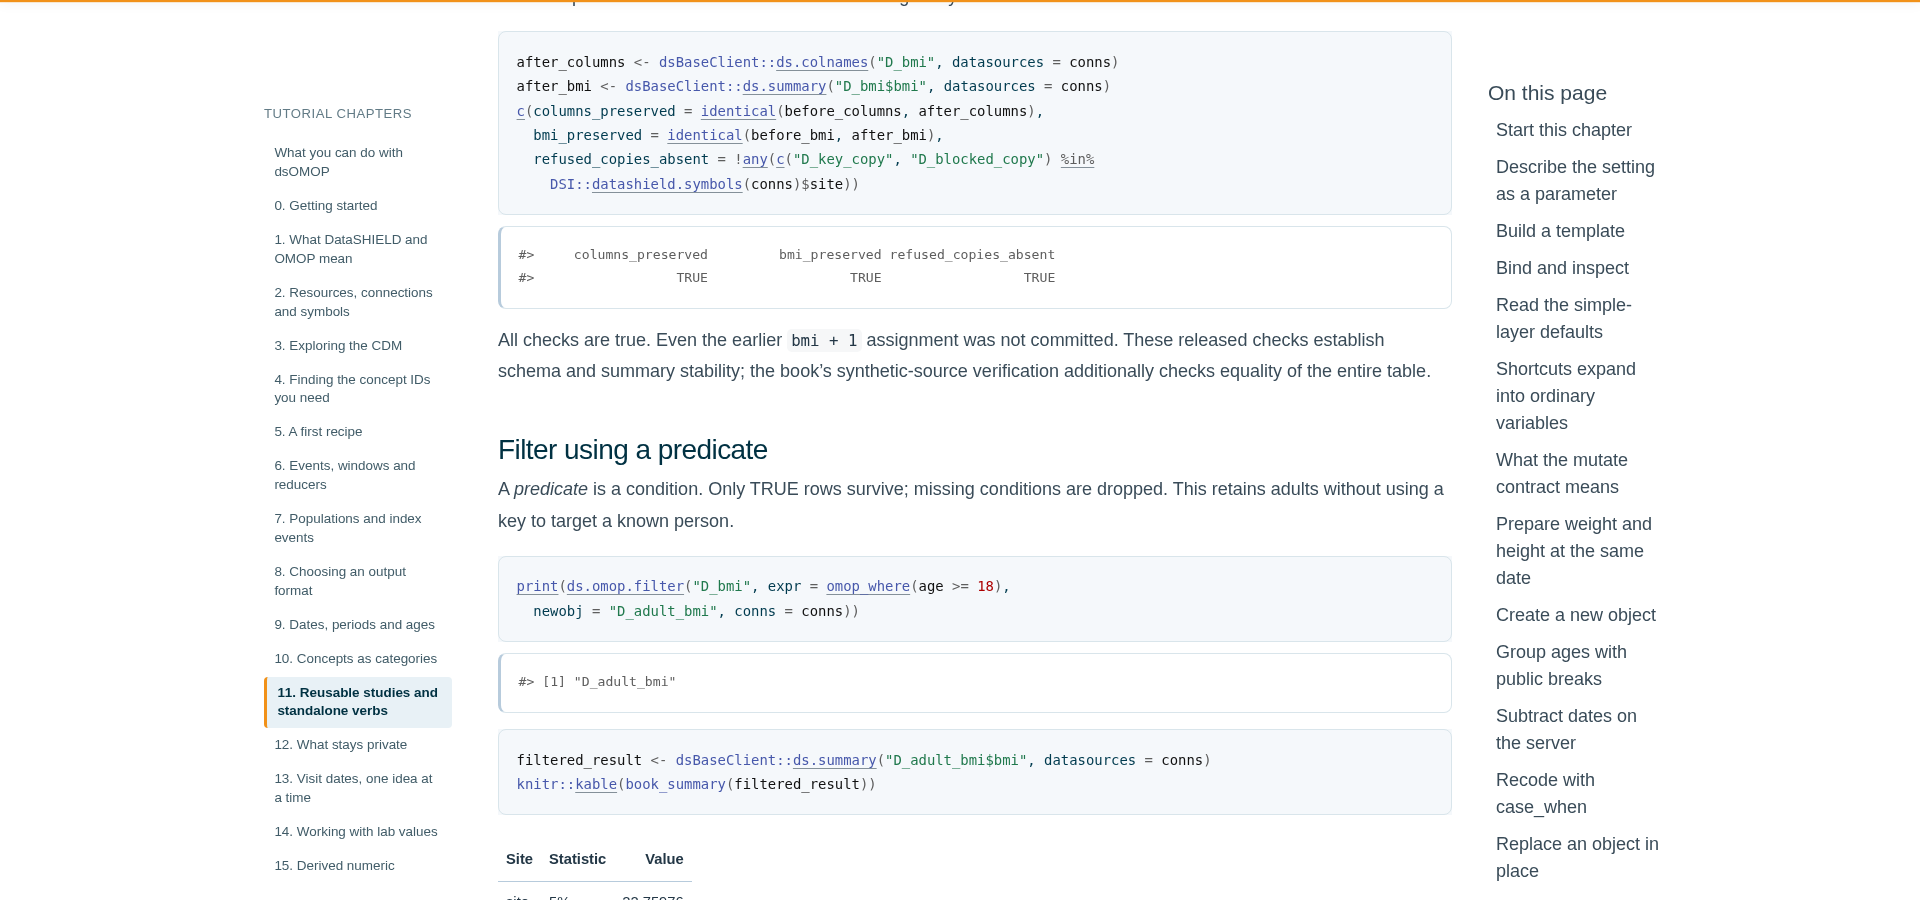 TUTORIAL CHAPTERS
What you can do with
dsOMOP
0. Getting started
1. What DataSHIELD and
OMOP mean
2. Resources, connections
and symbols
3. Exploring the CDM
4. Finding the concept IDs
you need
5. A first recipe
6. Events, windows and
reducers
7. Populations and index
events
8. Choosing an output
format
9. Dates, periods and ages
10. Concepts as categories
11. Reusable studies and
standalone verbs
12. What stays private
13. Visit dates, one idea at
a time
14. Working with lab values
15. Derived numeric
after_columns <- dsBaseClient::ds.colnames("D_bmi", datasources = conns)
after_bmi <- dsBaseClient::ds.summary("D_bmi$bmi", datasources = conns)
c(columns_preserved = identical(before_columns, after_columns),
  bmi_preserved = identical(before_bmi, after_bmi),
  refused_copies_absent = !any(c("D_key_copy", "D_blocked_copy") %in%
    DSI::datashield.symbols(conns)$site))
#>     columns_preserved         bmi_preserved refused_copies_absent
#>                  TRUE                  TRUE                  TRUE
All checks are true. Even the earlier bmi + 1 assignment was not committed. These released checks establish
schema and summary stability; the book’s synthetic-source verification additionally checks equality of the entire table.
Filter using a predicate
A predicate is a condition. Only TRUE rows survive; missing conditions are dropped. This retains adults without using a
key to target a known person.
print(ds.omop.filter("D_bmi", expr = omop_where(age >= 18),
  newobj = "D_adult_bmi", conns = conns))
#> [1] "D_adult_bmi"
filtered_result <- dsBaseClient::ds.summary("D_adult_bmi$bmi", datasources = conns)
knitr::kable(book_summary(filtered_result))
Site Statistic Value
On this page
Start this chapter
Describe the setting
as a parameter
Build a template
Bind and inspect
Read the simple-
layer defaults
Shortcuts expand
into ordinary
variables
What the mutate
contract means
Prepare weight and
height at the same
date
Create a new object
Group ages with
public breaks
Subtract dates on
the server
Recode with
case_when
Replace an object in
place